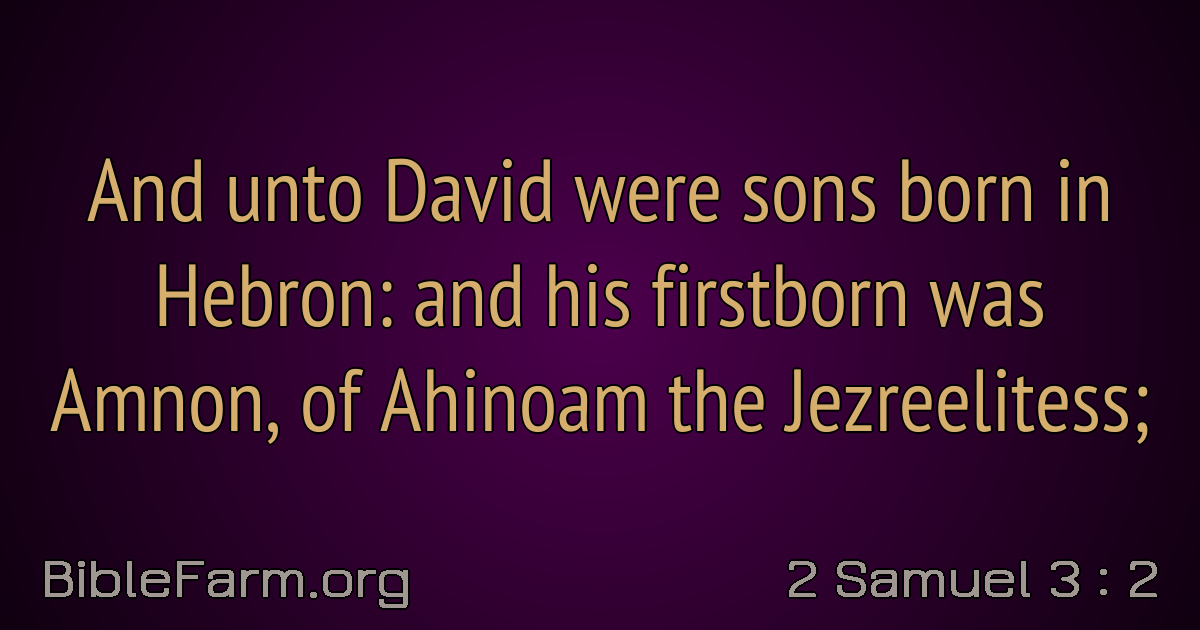 And unto David were sons born in
Hebron: and his firstborn was
Amnon, of Ahinoam the Jezreelitess;
BibleFarm.org
2 Samuel 3 : 2